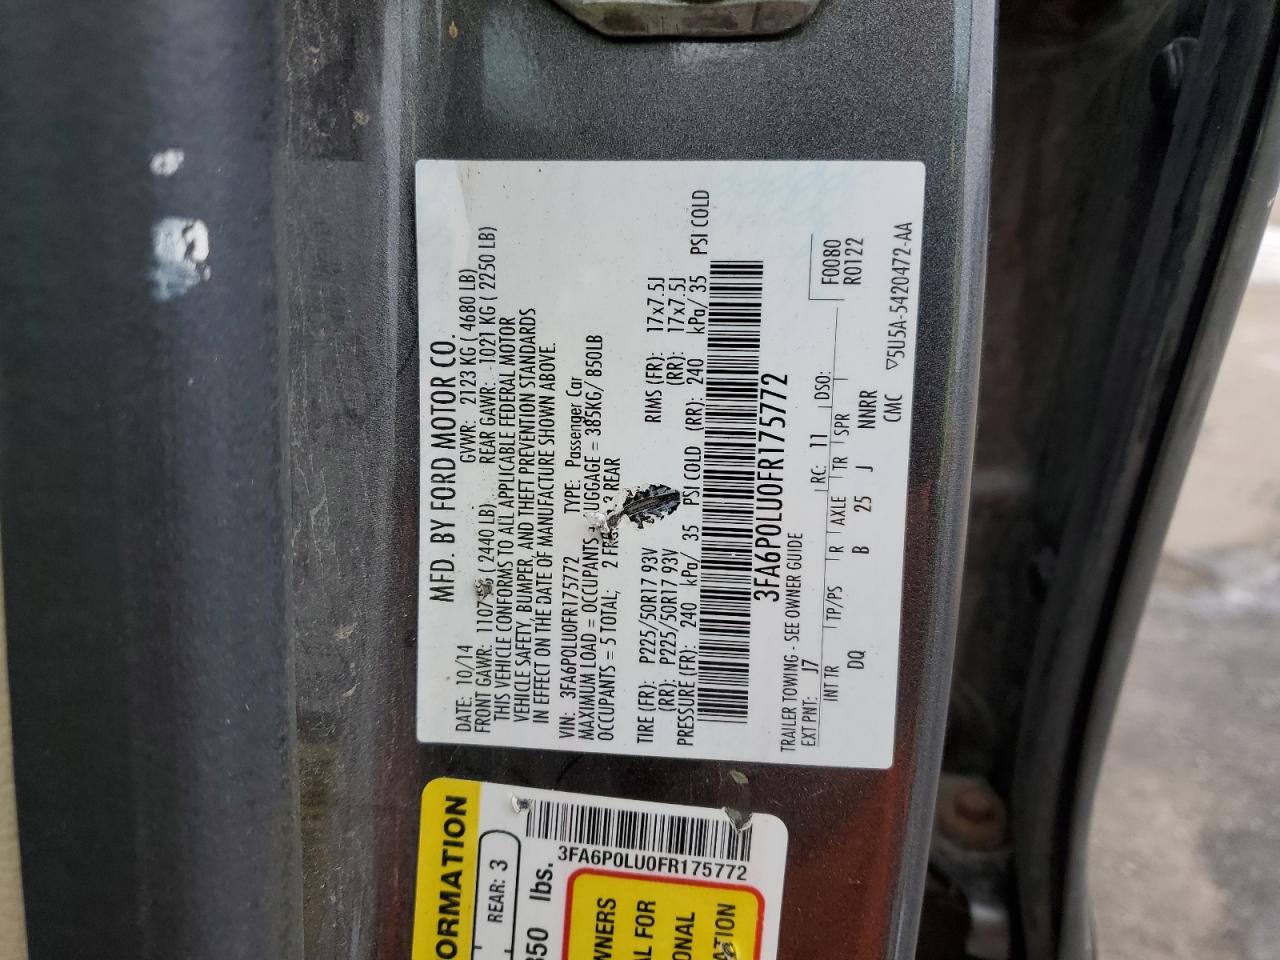 MFD. BY FORD MOTOR CO.
DATE: 10/14 GVWR: 2123 KG ( 4680 LB)
FRONT GAWR: 1107 ( 2440 LB) REAR GAWR: 1021 KG ( 2250 LB)
THIS VEHICLE CONFORMS TO ALL APPLICABLE FEDERAL MOTOR
VEHICLE SAFETY, BUMPER, AND THEFT PREVENTION STANDARDS
IN EFFECT ON THE DATE OF MANUFACTURE SHOWN ABOVE.
VIN: 3FA6P0LU0FR175772 TYPE: Passenger Car
MAXIMUM LOAD = OCCUPANTS LUGGAGE = 385KG/ 850LB
OCCUPANTS = 5 TOTAL; 2 3 REAR
TIRE (FR): P225/50R17 93V RIMS (FR): 17x7.5J
(RR): P225/50R17 93V (RR): 17x7.5J
PRESSURE (FR): 240 kPa/ 35 PSI COLD (RR): 240 kPa/ 35 PSI COLD
3FA6P0LU0FR175772
TRAILER TOWING - SEE OWNER GUIDE
EXT PNT: J7 RC: 11 DSO: F0080
R0122
INT TR TP/PS R AXLE TR SPR
DQ B 25 J NNRR
CMC ▽5U5A-5420472-AA
ORMATION
REAR: 3
350 lbs.
3FA6P0LU0FR175772
WNERS
AL FOR
ONAL
ATION